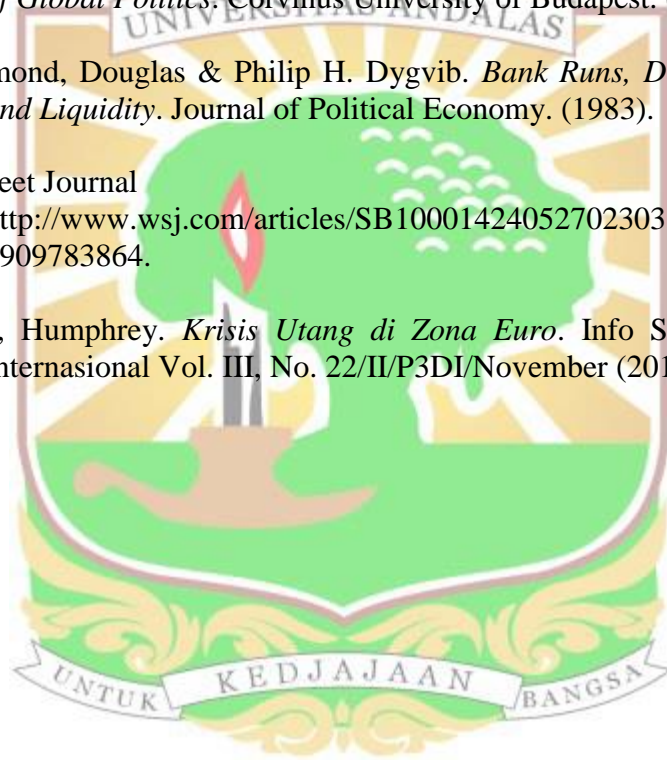 f Global Politics. Corvinus University of Budapest.
UNIVERSITAS ANDALAS
mond, Douglas & Philip H. Dygvib. Bank Runs, D
nd Liquidity. Journal of Political Economy. (1983).
eet Journal
ttp://www.wsj.com/articles/SB10001424052702303
909783864.
, Humphrey. Krisis Utang di Zona Euro. Info S
nternasional Vol. III, No. 22/II/P3DI/November (201
UNTUK KEDJAJAAN BANGSA